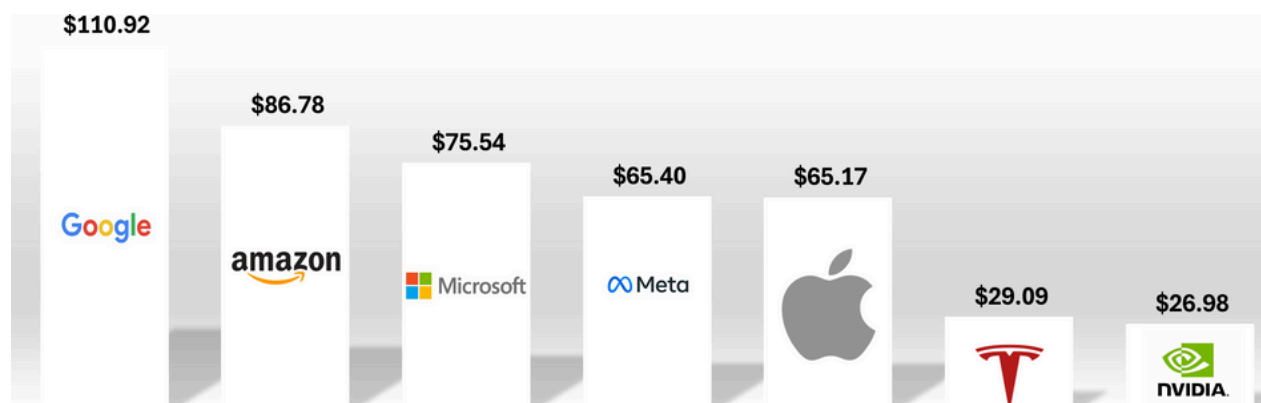 $110.92
$86.78
$75.54
$65.40
$65.17
$29.09
$26.98
Google
amazon
Microsoft
Meta
NVIDIA.